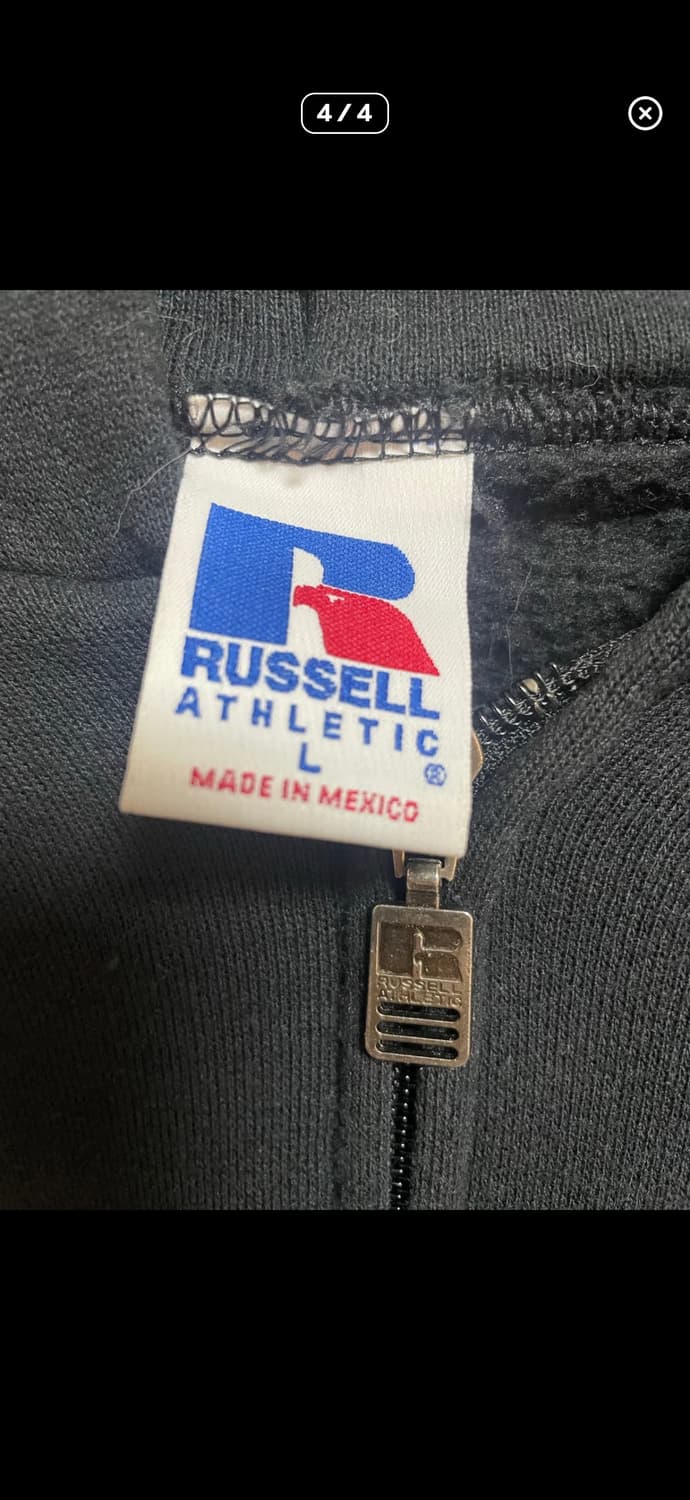 4/4
RUSSELL
ATHLETIC
L
®
MADE IN MEXICO
RUSSELL
ATHLETIC